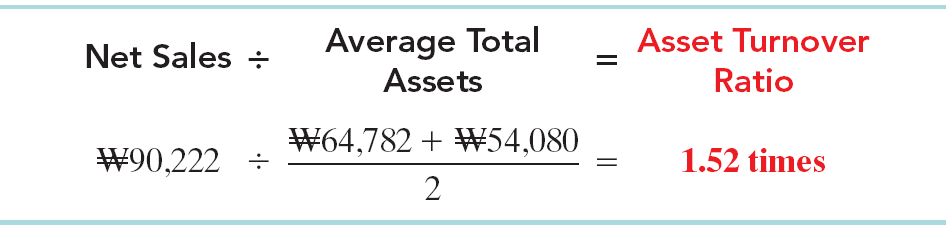 Net Sales ÷ Average Total Assets = Asset Turnover Ratio
₩90,222 ÷ ₩64,782 + ₩54,080 = 1.52 times
2